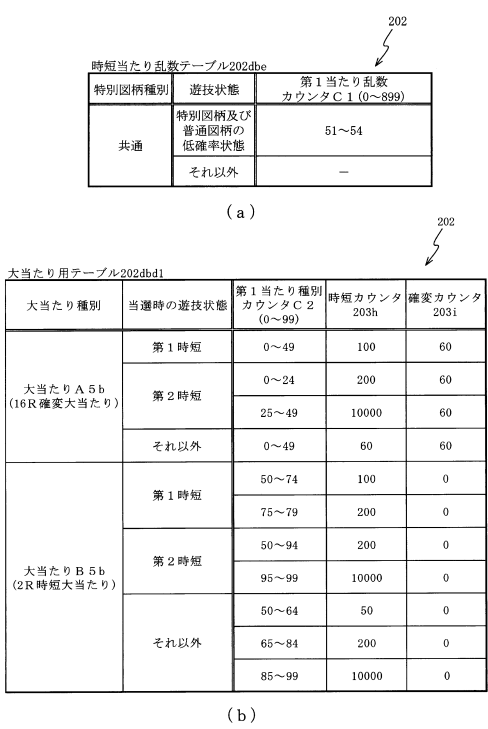 202
時短当たり乱数テーブル202dbe
特別図柄種別 遊技状態 第1当たり乱数
カウンタC1(0~899)
共通 特別図柄及び
普通図柄の
低確率状態 51~54
それ以外 -
(a)
202
大当たり用テーブル202dbd1
大当たり種別 当選時の遊技状態 第1当たり種別
カウンタC2
(0~99) 時短カウンタ
203h 確変カウンタ
203i
大当たりA5b
(16R確変大当たり) 第1時短 0~49 100 60
第2時短 0~24 200 60
25~49 10000 60
それ以外 0~49 60 60
大当たりB5b
(2R時短大当たり) 第1時短 50~74 100 0
75~79 200 0
第2時短 50~94 200 0
95~99 10000 0
それ以外 50~64 50 0
65~84 200 0
85~99 10000 0
(b)